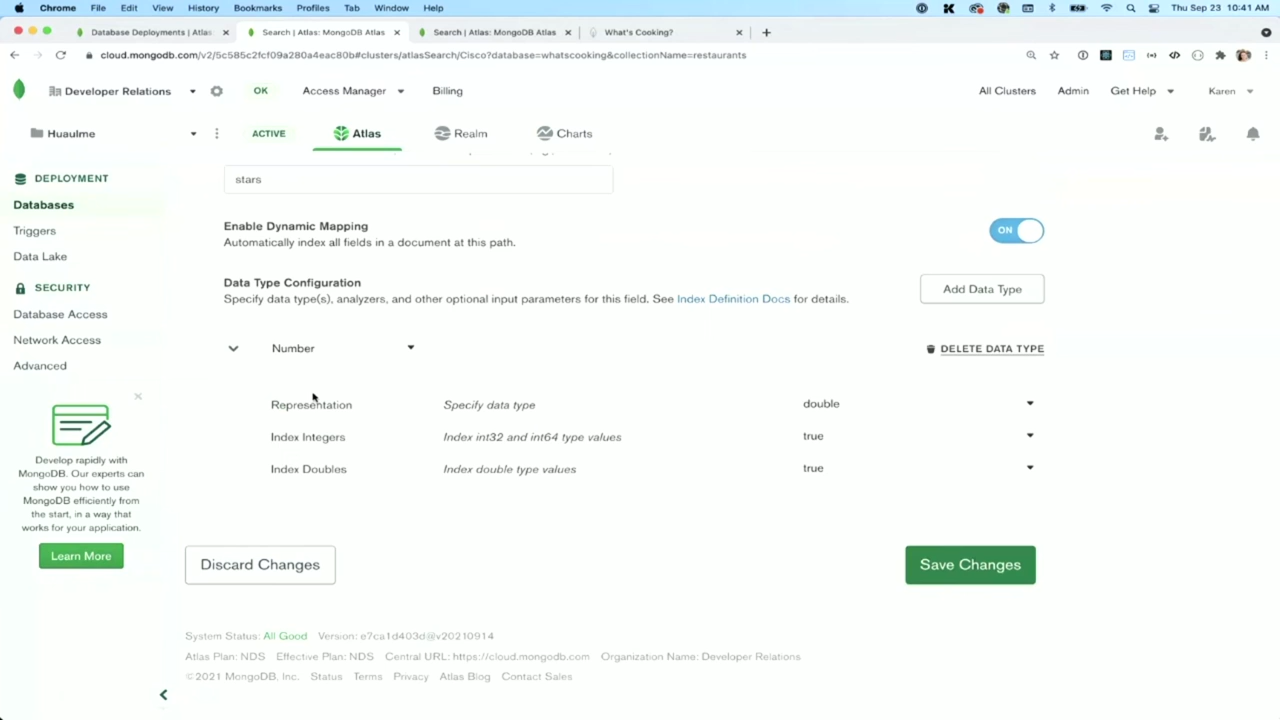 Chrome File Edit View History Bookmarks Profiles Tab Window Help Thu Sep 23 10:41 AM
Database Deployments | Atlas × Search | Atlas: MongoDB Atlas × Search | Atlas: MongoDB Atlas × What's Cooking? × +
cloud.mongodb.com/v2/5c585c2fcf09a280a4eac80b#clusters/atlasSearch/Cisco?database=whatscooking&collectionName=restaurants
Developer Relations OK Access Manager Billing All Clusters Admin Get Help Karen
Huaulme ACTIVE Atlas Realm Charts
DEPLOYMENT
Databases
Triggers
Data Lake
SECURITY
Database Access
Network Access
Advanced
Develop rapidly with
MongoDB. Our experts can
show you how to use
MongoDB efficiently from
the start, in a way that
works for your application.
Learn More
stars
Enable Dynamic Mapping
Automatically index all fields in a document at this path.
ON
Data Type Configuration
Specify data type(s), analyzers, and other optional input parameters for this field. See Index Definition Docs for details.
Add Data Type
Number DELETE DATA TYPE
Representation Specify data type double
Index Integers Index int32 and int64 type values true
Index Doubles Index double type values true
Discard Changes Save Changes
System Status: All Good Version: e7ca1d403d@v20210914
Atlas Plan: NDS Effective Plan: NDS Central URL: https://cloud.mongodb.com Organization Name: Developer Relations
©2021 MongoDB, Inc. Status Terms Privacy Atlas Blog Contact Sales